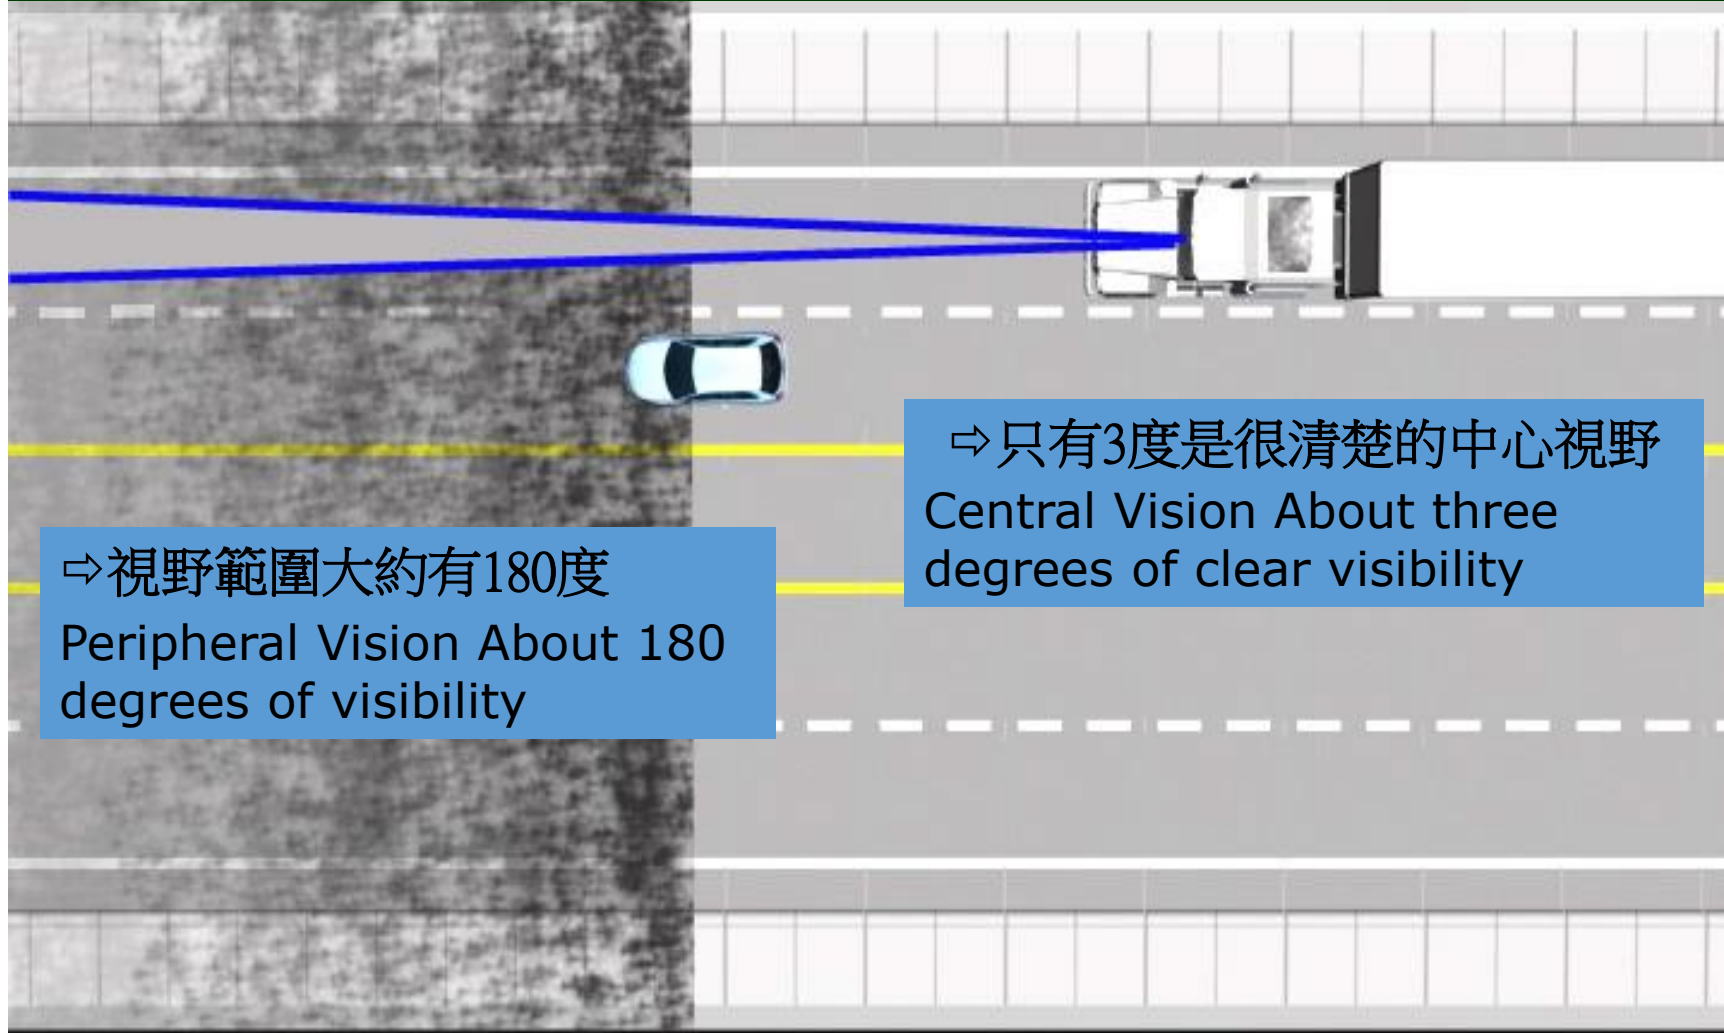 ⇨只有3度是很清楚的中心視野
Central Vision About three
degrees of clear visibility
⇨視野範圍大約有180度
Peripheral Vision About 180
degrees of visibility